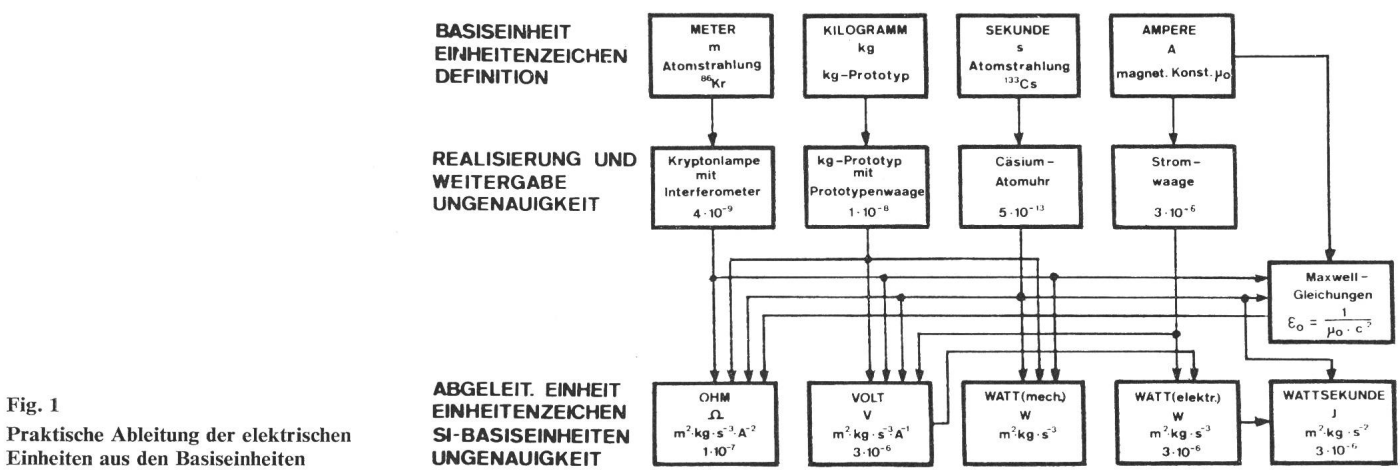 BASISEINHEIT
EINHEITENZEICHEN
DEFINITION
METER
m
Atomstrahlung
⁸⁶Kr
KILOGRAMM
kg
kg-Prototyp
SEKUNDE
s
Atomstrahlung
¹³³Cs
AMPERE
A
magnet. Konst. μ₀
REALISIERUNG UND
WEITERGABE
UNGENAUIGKEIT
Kryptonlampe
mit
Interferometer
4·10⁻⁹
kg-Prototyp
mit
Prototypenwaage
1·10⁻⁸
Cäsium-
Atomuhr
5·10⁻¹³
Strom-
waage
3·10⁻⁶
Maxwell-
Gleichungen
ε₀ = 1 / μ₀ · c²
ABGELEIT. EINHEIT
EINHEITENZEICHEN
SI-BASISEINHEITEN
UNGENAUIGKEIT
OHM
Ω
m²·kg·s⁻³·A⁻²
1·10⁻⁷
VOLT
V
m²·kg·s⁻³·A⁻¹
3·10⁻⁶
WATT(mech.)
W
m²·kg·s⁻³
WATT(elektr.)
W
m²·kg·s⁻³
3·10⁻⁶
WATTSEKUNDE
J
m²·kg·s⁻²
3·10⁻⁶
Fig. 1
Praktische Ableitung der elektrischen
Einheiten aus den Basiseinheiten